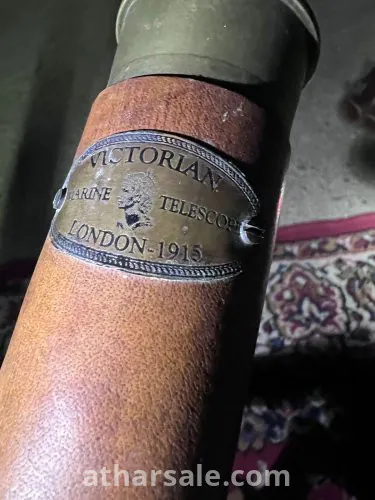 VICTORIAN
MARINE TELESCOPE
LONDON-1915
atharsale.com